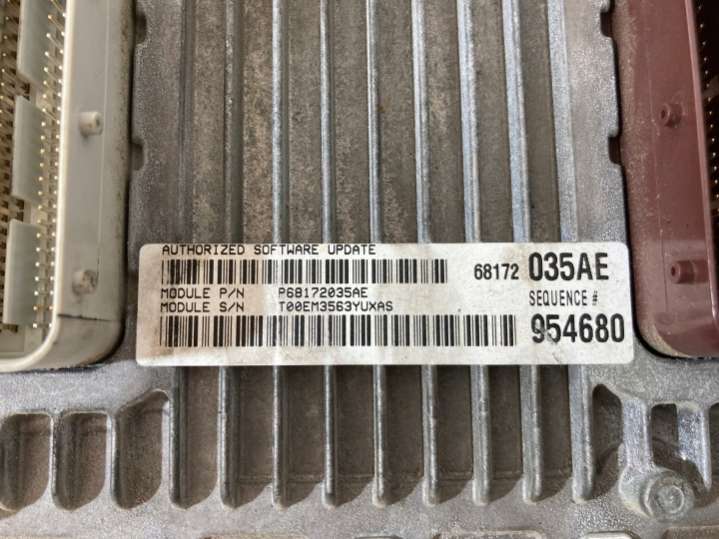 AUTHORIZED SOFTWARE UPDATE
68172 035AE
MODULE P/N P68172035AE
MODULE S/N T00EM3563YUXAS
SEQUENCE #
954680